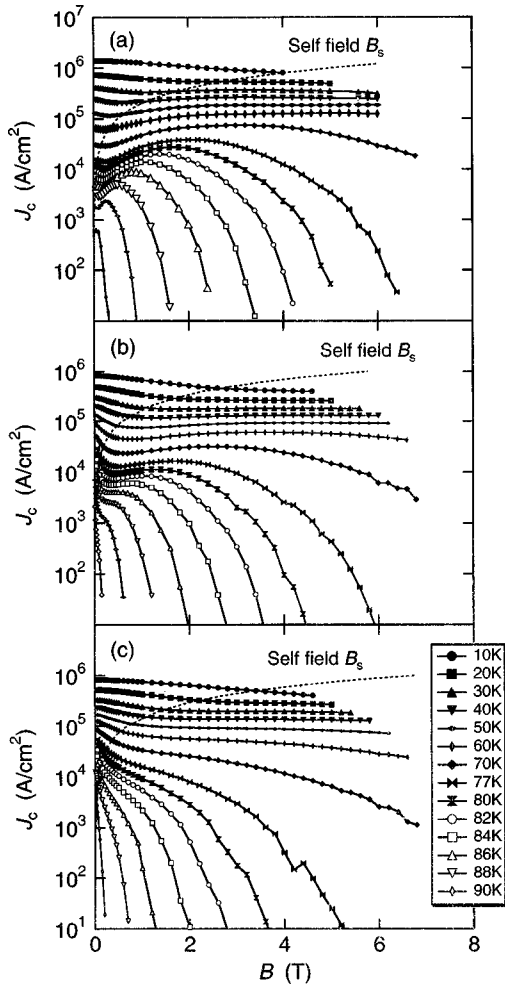 10^7
(a)
Self field B_s
10^6
10^5
10^4
10^3
10^2
J_c (A/cm^2)
(b)
Self field B_s
10^6
10^5
10^4
10^3
10^2
J_c (A/cm^2)
(c)
Self field B_s
10^6
10^5
10^4
10^3
10^2
10^1
J_c (A/cm^2)
10K
20K
30K
40K
50K
60K
70K
77K
80K
82K
84K
86K
88K
90K
0 2 4 6 8
B (T)